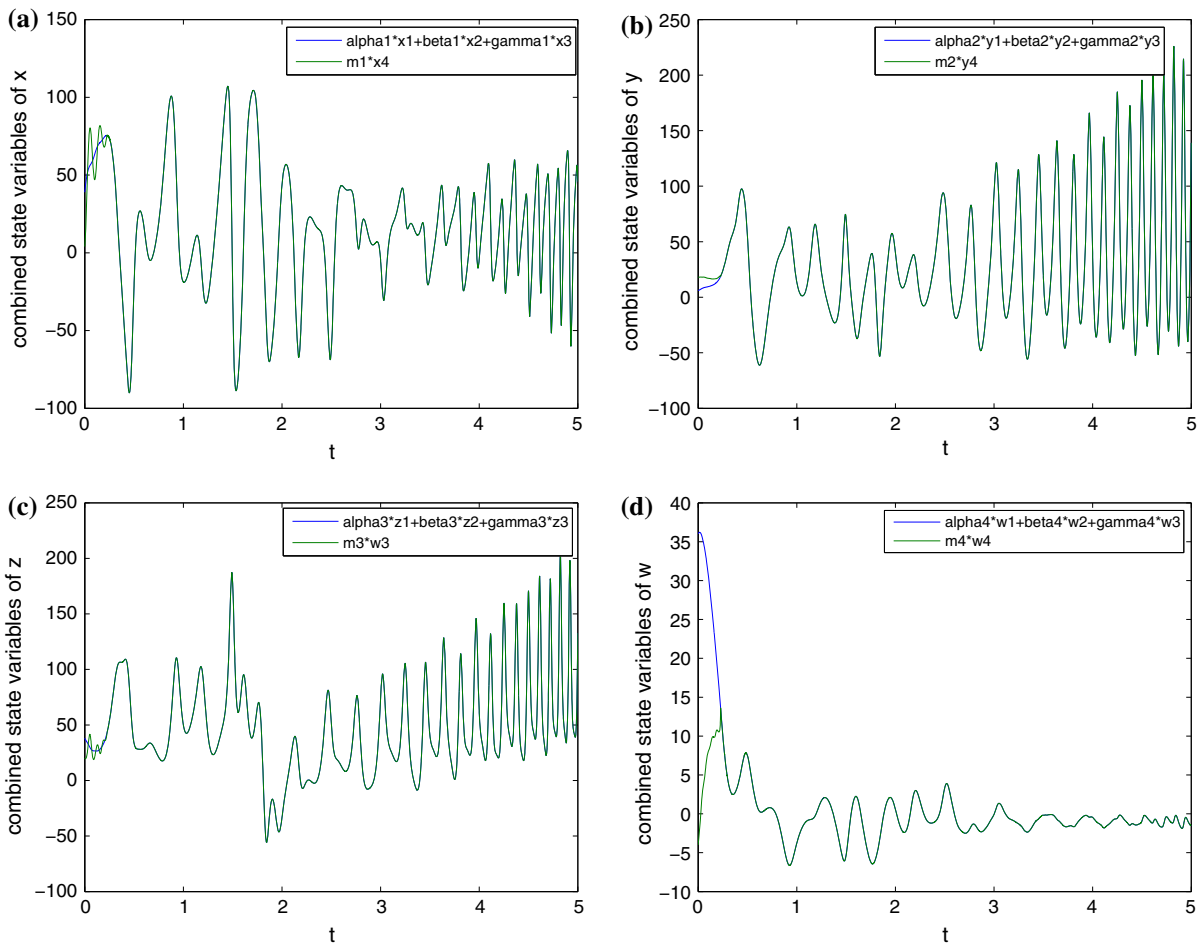 (a)
150
100
50
0
−50
−100
0
1
2
3
4
5
t
combined state variables of x
alpha1*x1+beta1*x2+gamma1*x3
m1*x4
(b)
250
200
150
100
50
0
−50
−100
0
1
2
3
4
5
t
combined state variables of y
alpha2*y1+beta2*y2+gamma2*y3
m2*y4
(c)
250
200
150
100
50
0
−50
−100
0
1
2
3
4
5
t
combined state variables of z
alpha3*z1+beta3*z2+gamma3*z3
m3*w3
(d)
40
35
30
25
20
15
10
5
0
−5
−10
0
1
2
3
4
5
t
combined state variables of w
alpha4*w1+beta4*w2+gamma4*w3
m4*w4